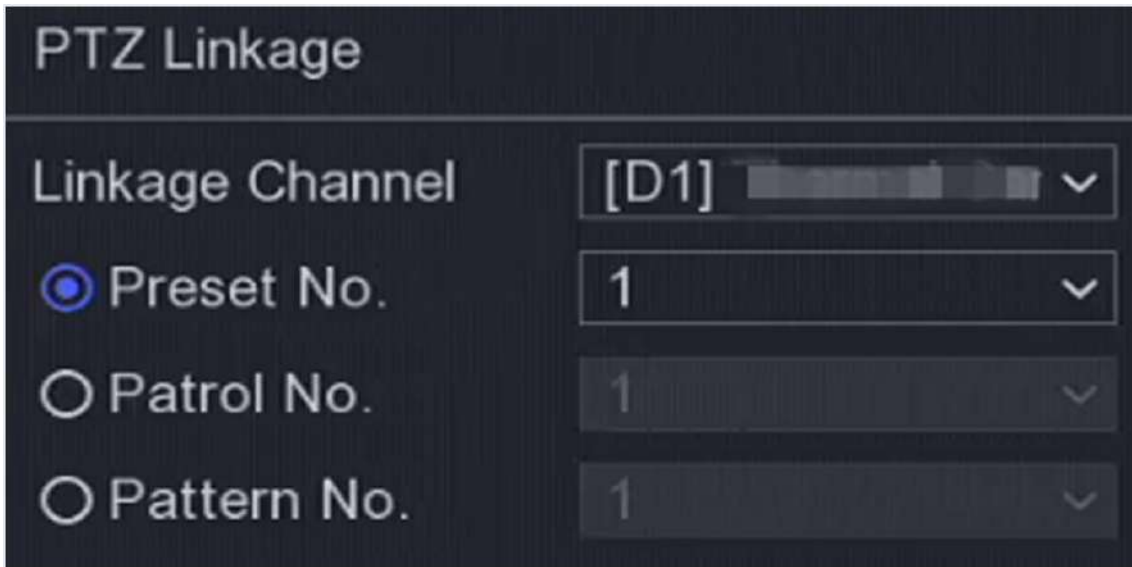 PTZ Linkage
Linkage Channel [D1]
Preset No. 1
Patrol No. 1
Pattern No. 1